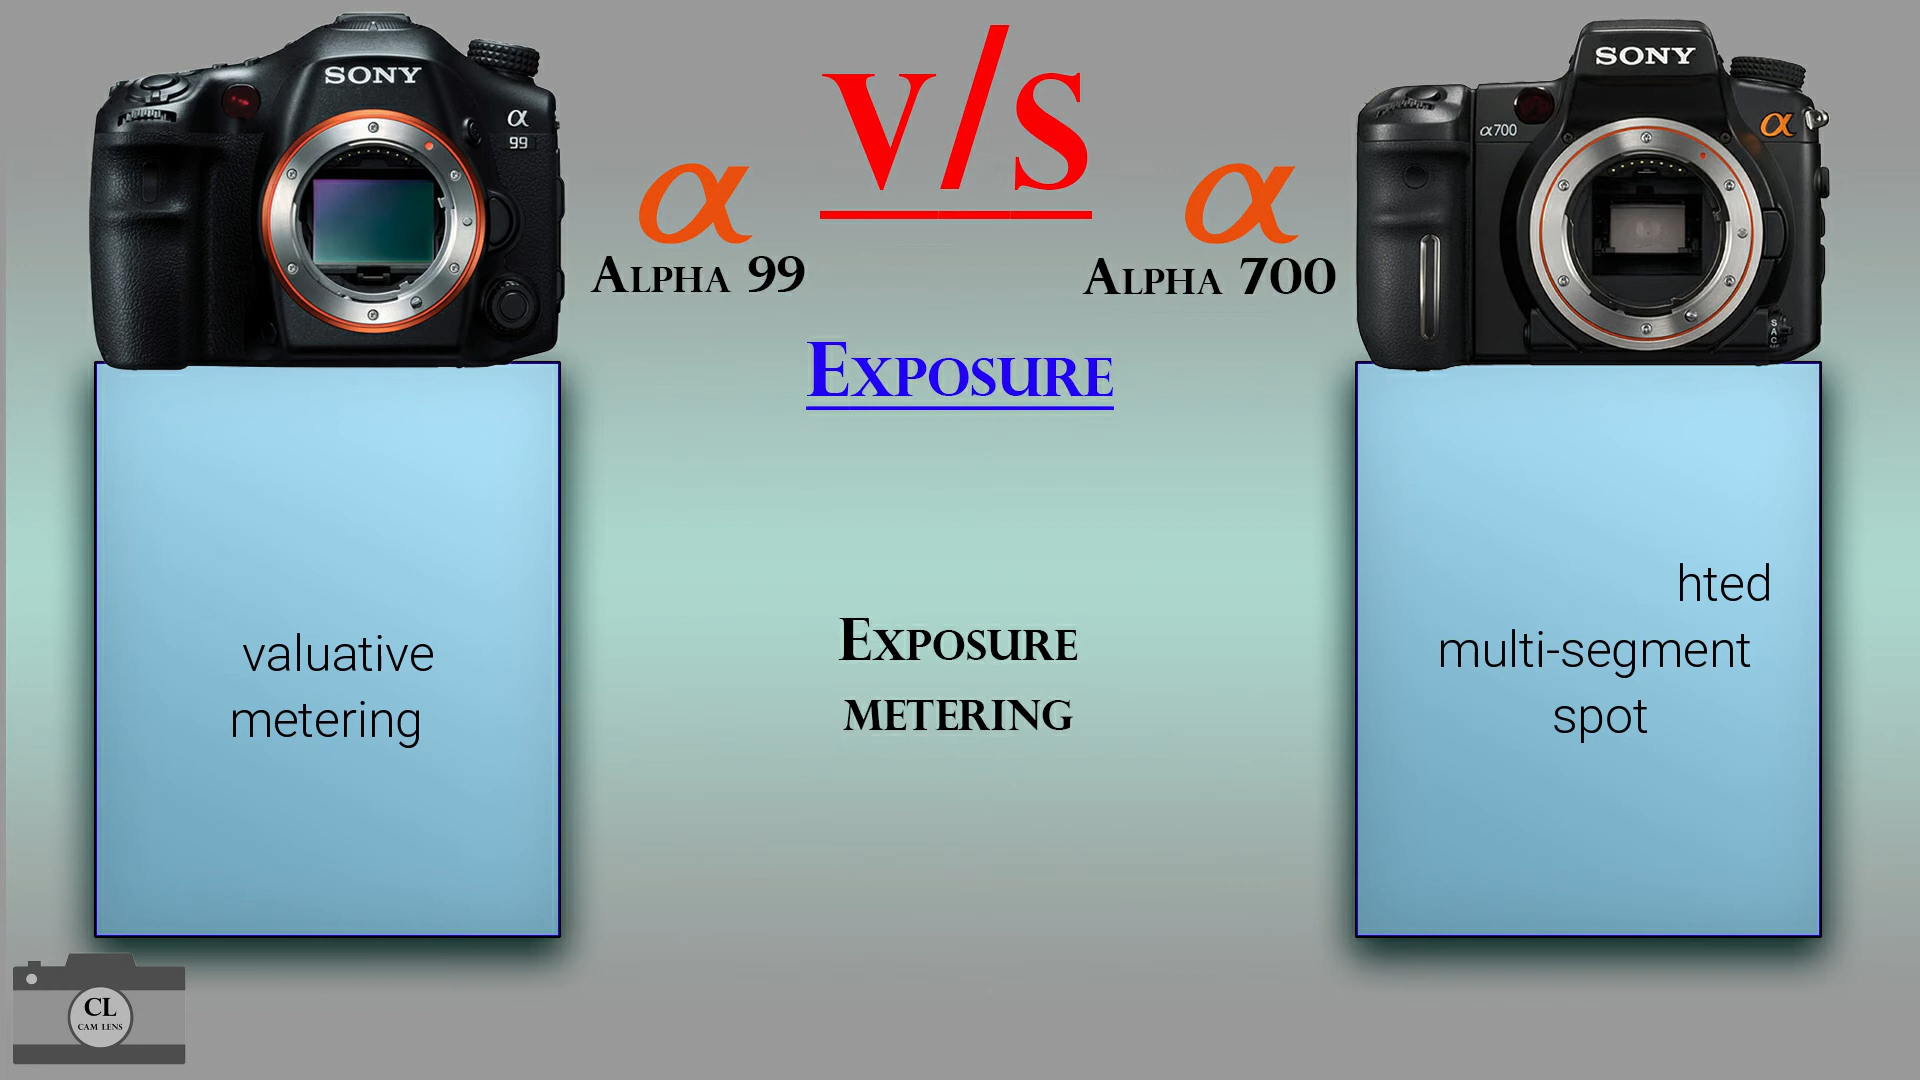 SONY
α
99
v/s
SONY
α700
α
α
α
Alpha 99
Alpha 700
Exposure
hted
valuative
multi-segment
metering
spot
Exposure
metering
CL
CAM LENS